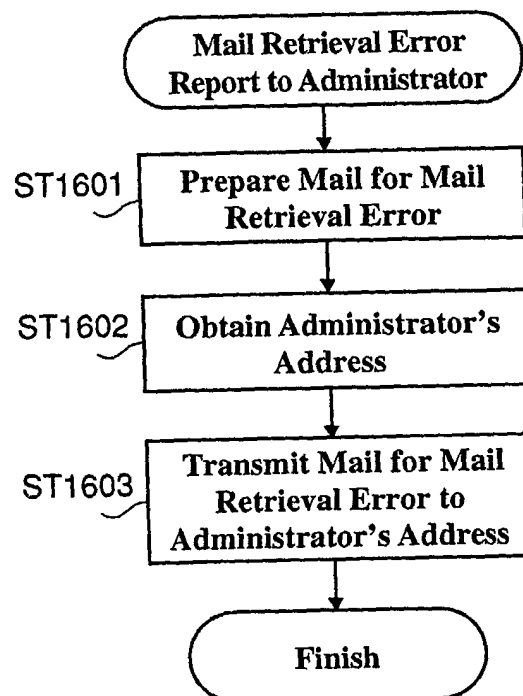 Mail Retrieval Error
Report to Administrator
ST1601
Prepare Mail for Mail
Retrieval Error
ST1602
Obtain Administrator's
Address
ST1603
Transmit Mail for Mail
Retrieval Error to
Administrator's Address
Finish